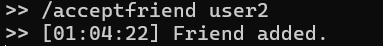 >> /acceptfriend user2
>> [01:04:22] Friend added.